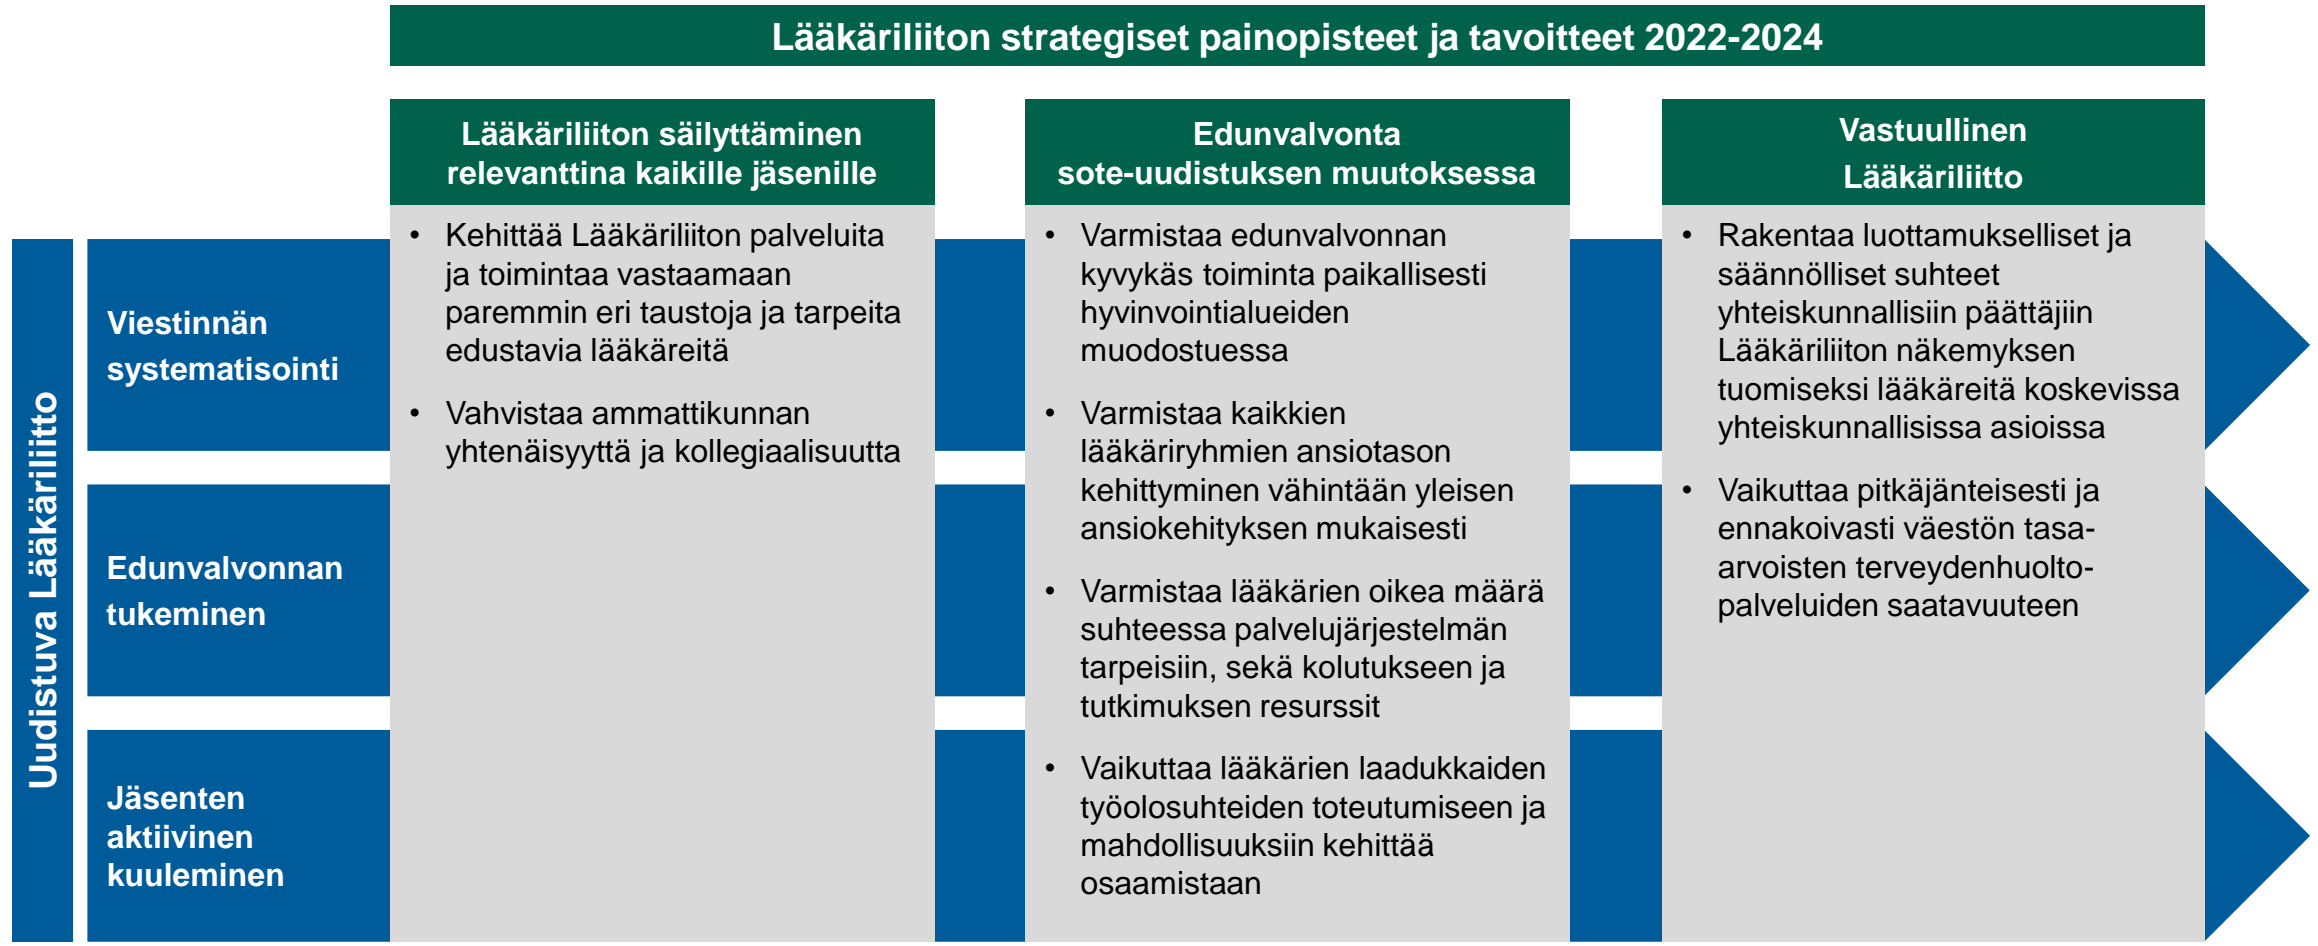 Lääkäriliiton strategiset painopisteet ja tavoitteet 2022-2024
Lääkäriliiton säilyttäminen
relevanttina kaikille jäsenille
• Kehittää Lääkäriliiton palveluita
ja toimintaa vastaamaan
paremmin eri taustoja ja tarpeita
edustavia lääkäreitä
• Vahvistaa ammattikunnan
yhtenäisyyttä ja kollegiaalisuutta
Edunvalvonta
sote-uudistuksen muutoksessa
• Varmistaa edunvalvonnan
kyvykäs toiminta paikallisesti
hyvinvointialueiden
muodostuessa
• Varmistaa kaikkien
lääkäriryhmien ansiotason
kehittyminen vähintään yleisen
ansiokehityksen mukaisesti
• Varmistaa lääkärien oikea määrä
suhteessa palvelujärjestelmän
tarpeisiin, sekä kolutukseen ja
tutkimuksen resurssit
• Vaikuttaa lääkärien laadukkaiden
työolosuhteiden toteutumiseen ja
mahdollisuuksiin kehittää
osaamistaan
Vastuullinen
Lääkäriliitto
• Rakentaa luottamukselliset ja
säännölliset suhteet
yhteiskunnallisiin päättäjiin
Lääkäriliiton näkemyksen
tuomiseksi lääkäreitä koskevissa
yhteiskunnallisissa asioissa
• Vaikuttaa pitkäjänteisesti ja
ennakoivasti väestön tasa-
arvoisten terveydenhuolto-
palveluiden saatavuuteen
Uudistuva Lääkäriliitto
Viestinnän
systematisointi
Edunvalvonnan
tukeminen
Jäsenten
aktiivinen
kuuleminen